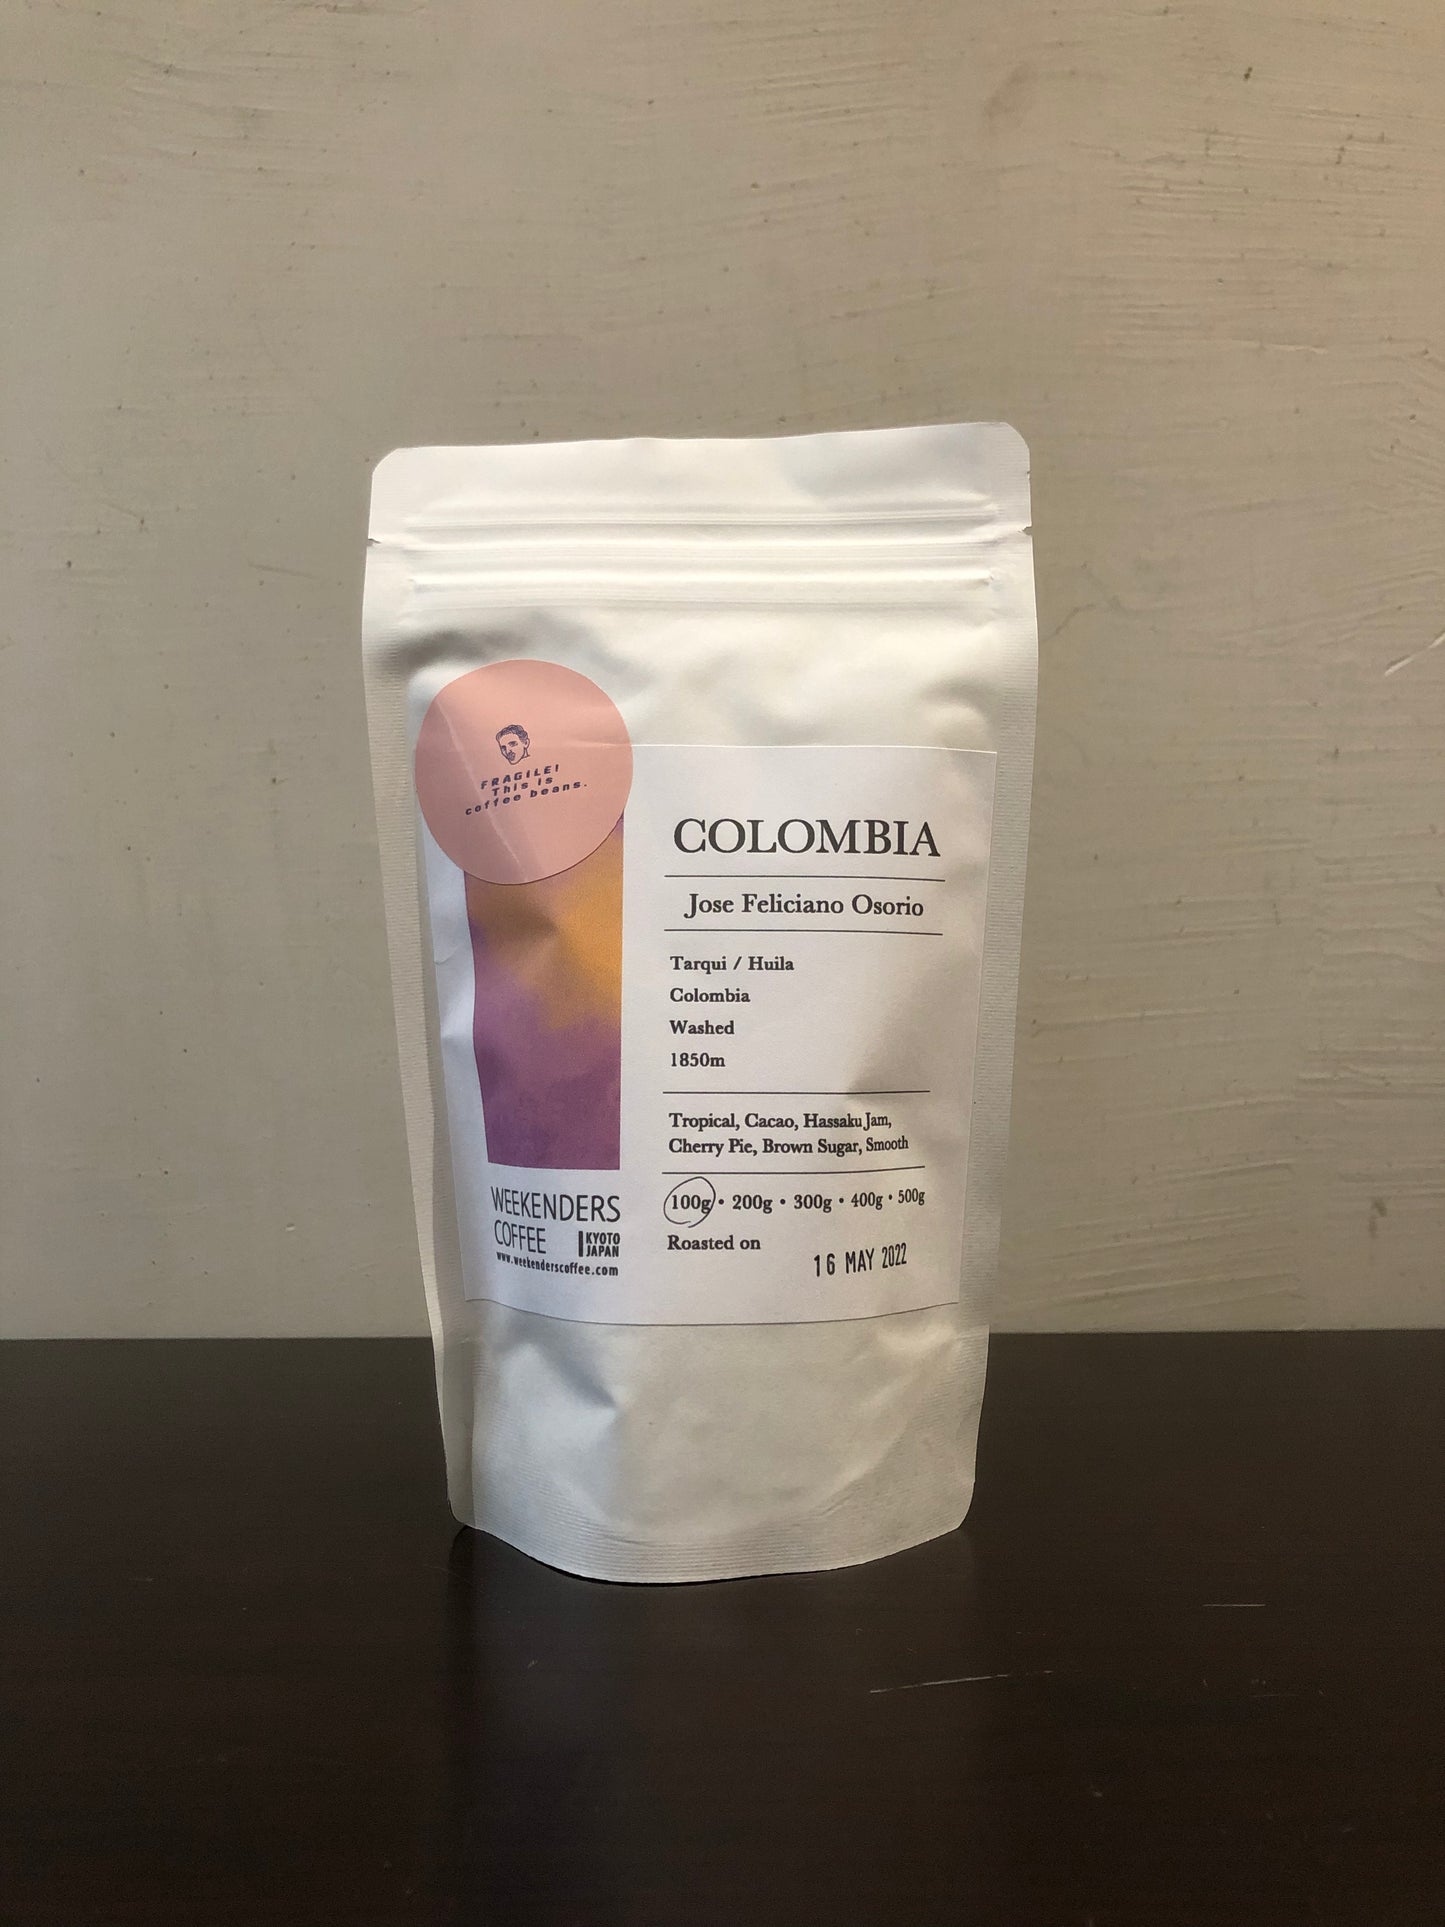 FRAGILE!
This is
coffee beans.
COLOMBIA
Jose Feliciano Osorio
Tarqui / Huila
Colombia
Washed
1850m
Tropical, Cacao, Hassaku Jam,
Cherry Pie, Brown Sugar, Smooth
100g • 200g • 300g • 400g • 500g
Roasted on
16 MAY 2022
WEEKENDERS
COFFEE
KYOTO
JAPAN
www.weekenderscoffee.com